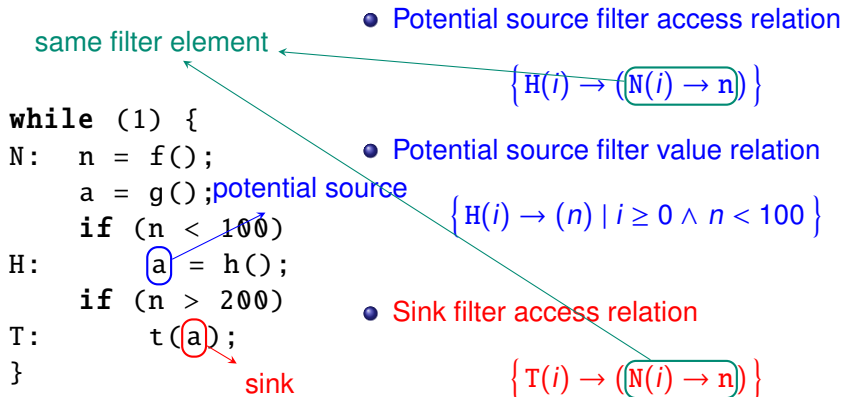 same filter element
while (1) {
N: n = f();
a = g();
potential source
if (n < 100)
H: a = h();
if (n > 200)
T: t(a);
}
sink
• Potential source filter access relation
{ H(i) → (N(i) → n) }
• Potential source filter value relation
{ H(i) → (n) | i ≥ 0 ∧ n < 100 }
• Sink filter access relation
{ T(i) → (N(i) → n) }